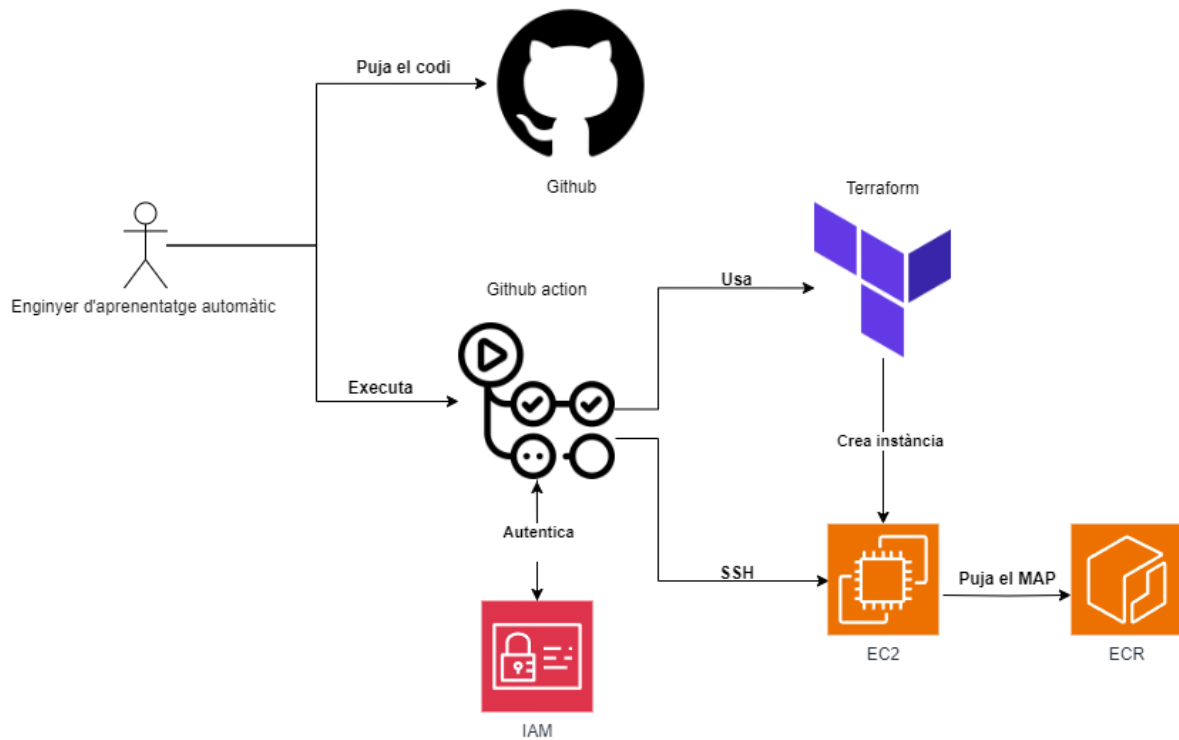 Puja el codi
Github
Terraform
Enginyer d'aprenentatge automàtic
Github action
Usa
Executa
Crea instància
Autentica
SSH
Puja el MAP
EC2
ECR
IAM